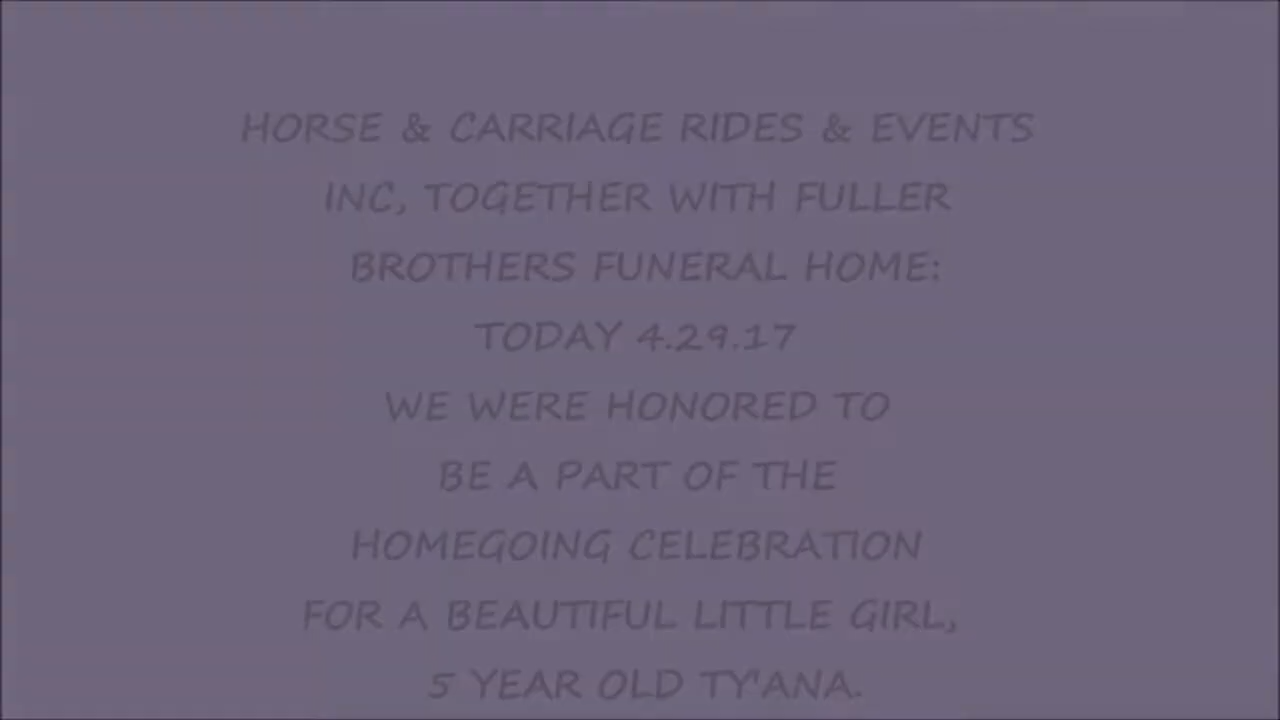 HORSE & CARRIAGE RIDES & EVENTS
INC, TOGETHER WITH FULLER
BROTHERS FUNERAL HOME:
TODAY 4.29.17
WE WERE HONORED TO
BE A PART OF THE
HOMEGOING CELEBRATION
FOR A BEAUTIFUL LITTLE GIRL,
5 YEAR OLD TY'ANA.